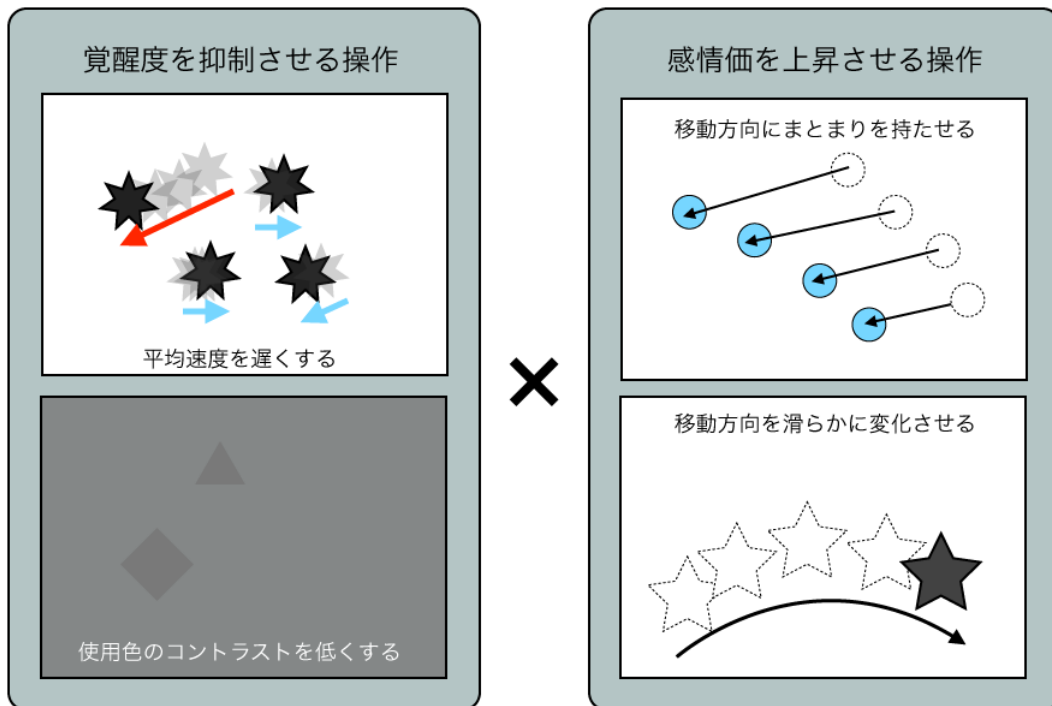 覚醒度を抑制させる操作
平均速度を遅くする
使用色のコントラストを低くする
×
感情価を上昇させる操作
移動方向にまとまりを持たせる
移動方向を滑らかに変化させる